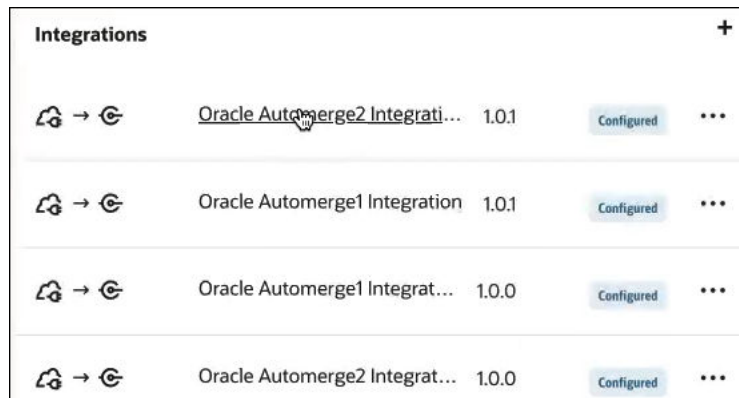 Integrations +
Oracle Automerge2 Integrati... 1.0.1 Configured ...
Oracle Automerge1 Integration 1.0.1 Configured ...
Oracle Automerge1 Integrat... 1.0.0 Configured ...
Oracle Automerge2 Integrat... 1.0.0 Configured ...